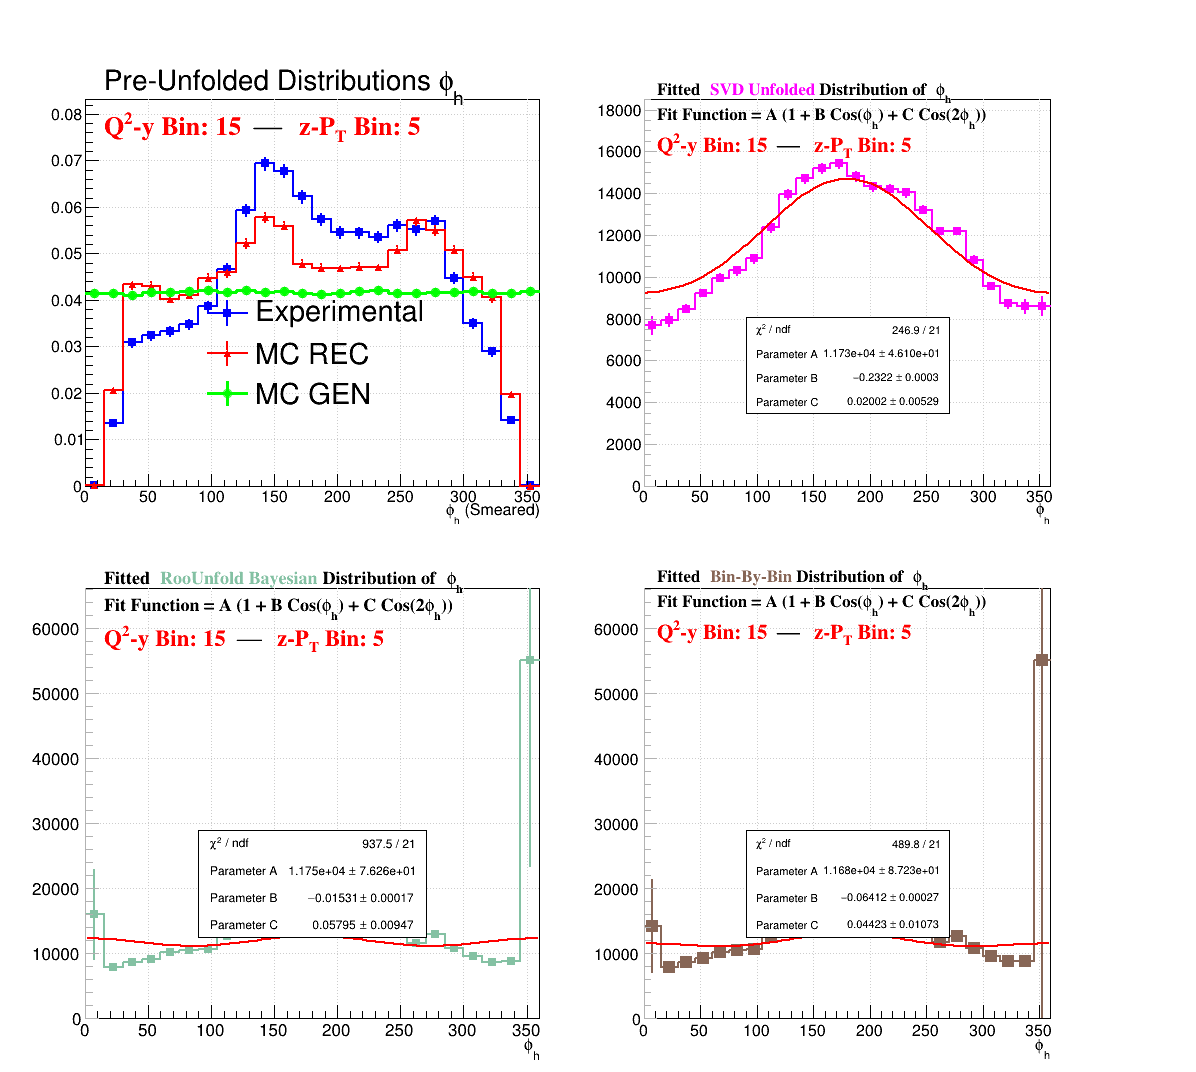 Pre-Unfolded Distributions ϕh
Q²-y Bin: 15 — z-PT Bin: 5
0.08
0.07
0.06
0.05
0.04
0.03
0.02
0.01
0
Experimental
MC REC
MC GEN
0 50 100 150 200 250 300 350
ϕh (Smeared)
Fitted SVD Unfolded Distribution of ϕh
Fit Function = A (1 + B Cos(ϕh) + C Cos(2ϕh))
Q²-y Bin: 15 — z-PT Bin: 5
18000
16000
14000
12000
10000
8000
6000
4000
2000
0
χ² / ndf 246.9 / 21
Parameter A 1.173e+04 ± 4.610e+01
Parameter B −0.2322 ± 0.0003
Parameter C 0.02002 ± 0.00529
0 50 100 150 200 250 300 350
ϕh
Fitted RooUnfold Bayesian Distribution of ϕh
Fit Function = A (1 + B Cos(ϕh) + C Cos(2ϕh))
Q²-y Bin: 15 — z-PT Bin: 5
60000
50000
40000
30000
20000
10000
0
χ² / ndf 937.5 / 21
Parameter A 1.175e+04 ± 7.626e+01
Parameter B −0.01531 ± 0.00017
Parameter C 0.05795 ± 0.00947
0 50 100 150 200 250 300 350
ϕh
Fitted Bin-By-Bin Distribution of ϕh
Fit Function = A (1 + B Cos(ϕh) + C Cos(2ϕh))
Q²-y Bin: 15 — z-PT Bin: 5
60000
50000
40000
30000
20000
10000
0
χ² / ndf 489.8 / 21
Parameter A 1.168e+04 ± 8.723e+01
Parameter B −0.06412 ± 0.00027
Parameter C 0.04423 ± 0.01073
0 50 100 150 200 250 300 350
ϕh